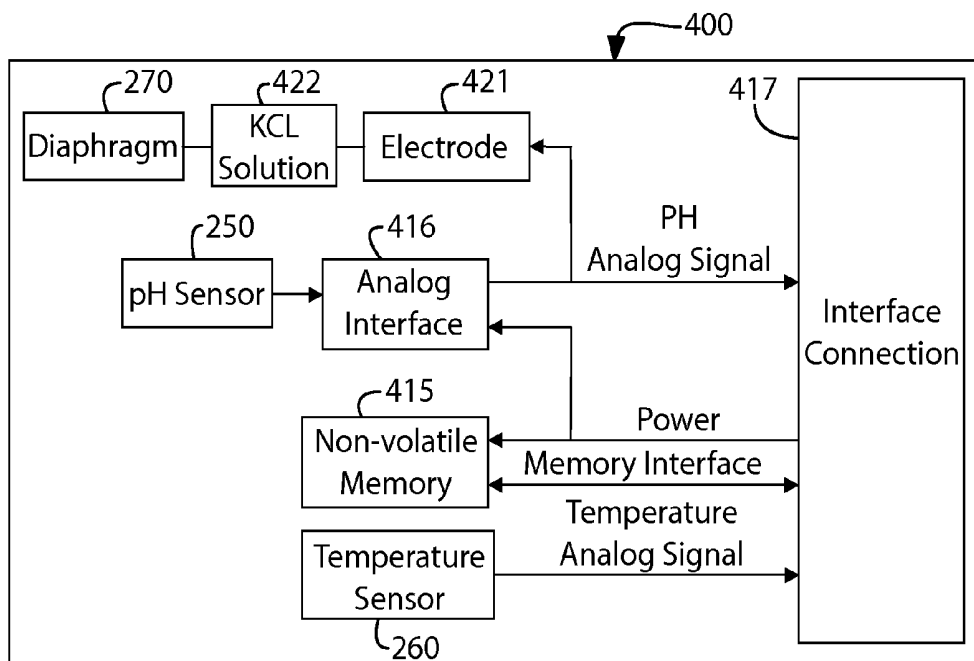 400
270
422
421
417
Diaphragm
KCL
Solution
Electrode
PH
Analog Signal
250
416
pH Sensor
Analog
Interface
Interface
Connection
415
Non-volatile
Memory
Power
Memory Interface
Temperature
Analog Signal
Temperature
Sensor
260